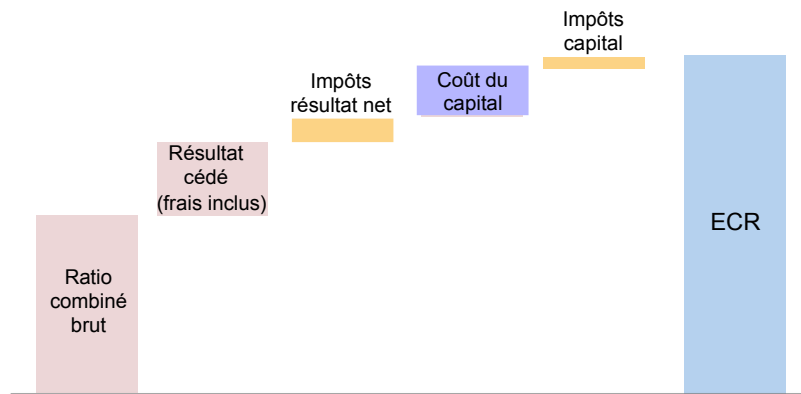 Ratio
combiné
brut
Résultat
cédé
(frais inclus)
Impôts
résultat net
Coût du
capital
Impôts
capital
ECR